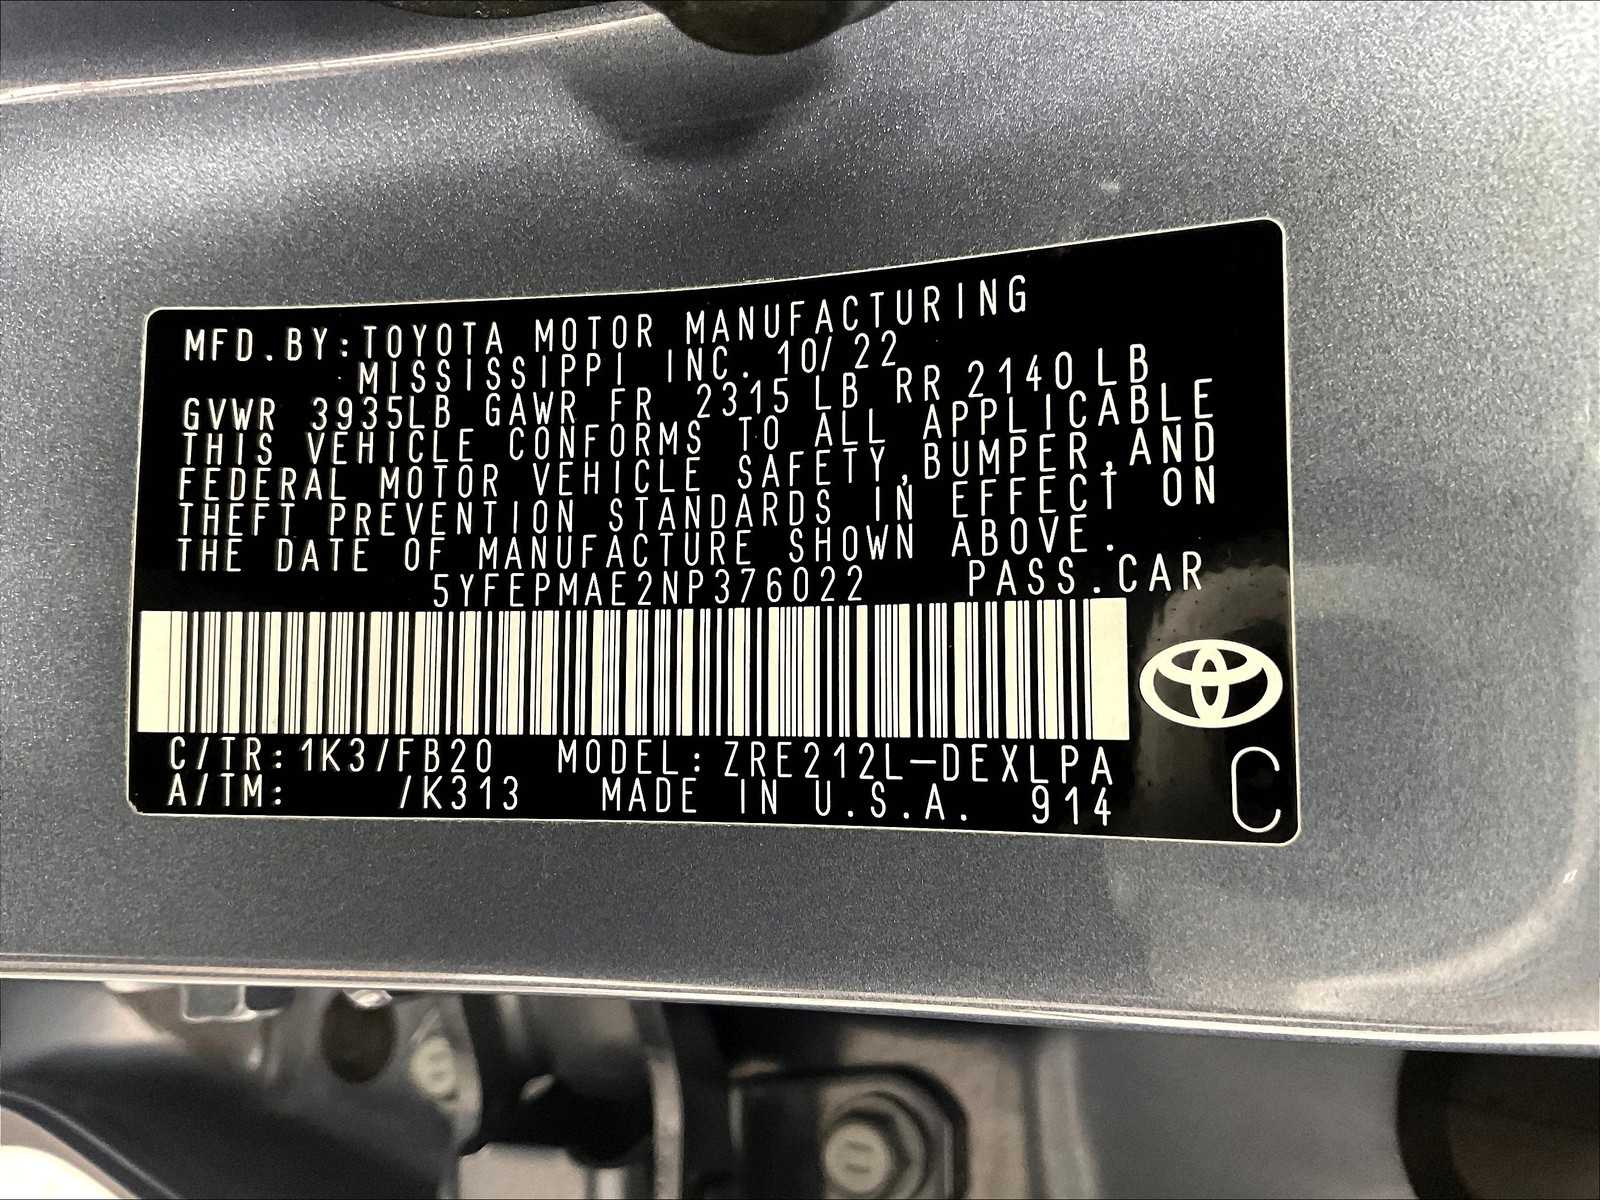 MFD.BY:TOYOTA MOTOR MANUFACTURING
MISSISSIPPI INC. 10/22
GVWR 3935LB GAWR FR 2315 LB RR 2140 LB
THIS VEHICLE CONFORMS TO ALL APPLICABLE
FEDERAL MOTOR VEHICLE SAFETY,BUMPER,AND
THEFT PREVENTION STANDARDS IN EFFECT ON
THE DATE OF MANUFACTURE SHOWN ABOVE.
5YFEPMAE2NP376022 PASS.CAR
C/TR:1K3/FB20 MODEL:ZRE212L-DEXLPA
A/TM: /K313 MADE IN U.S.A. 914
C